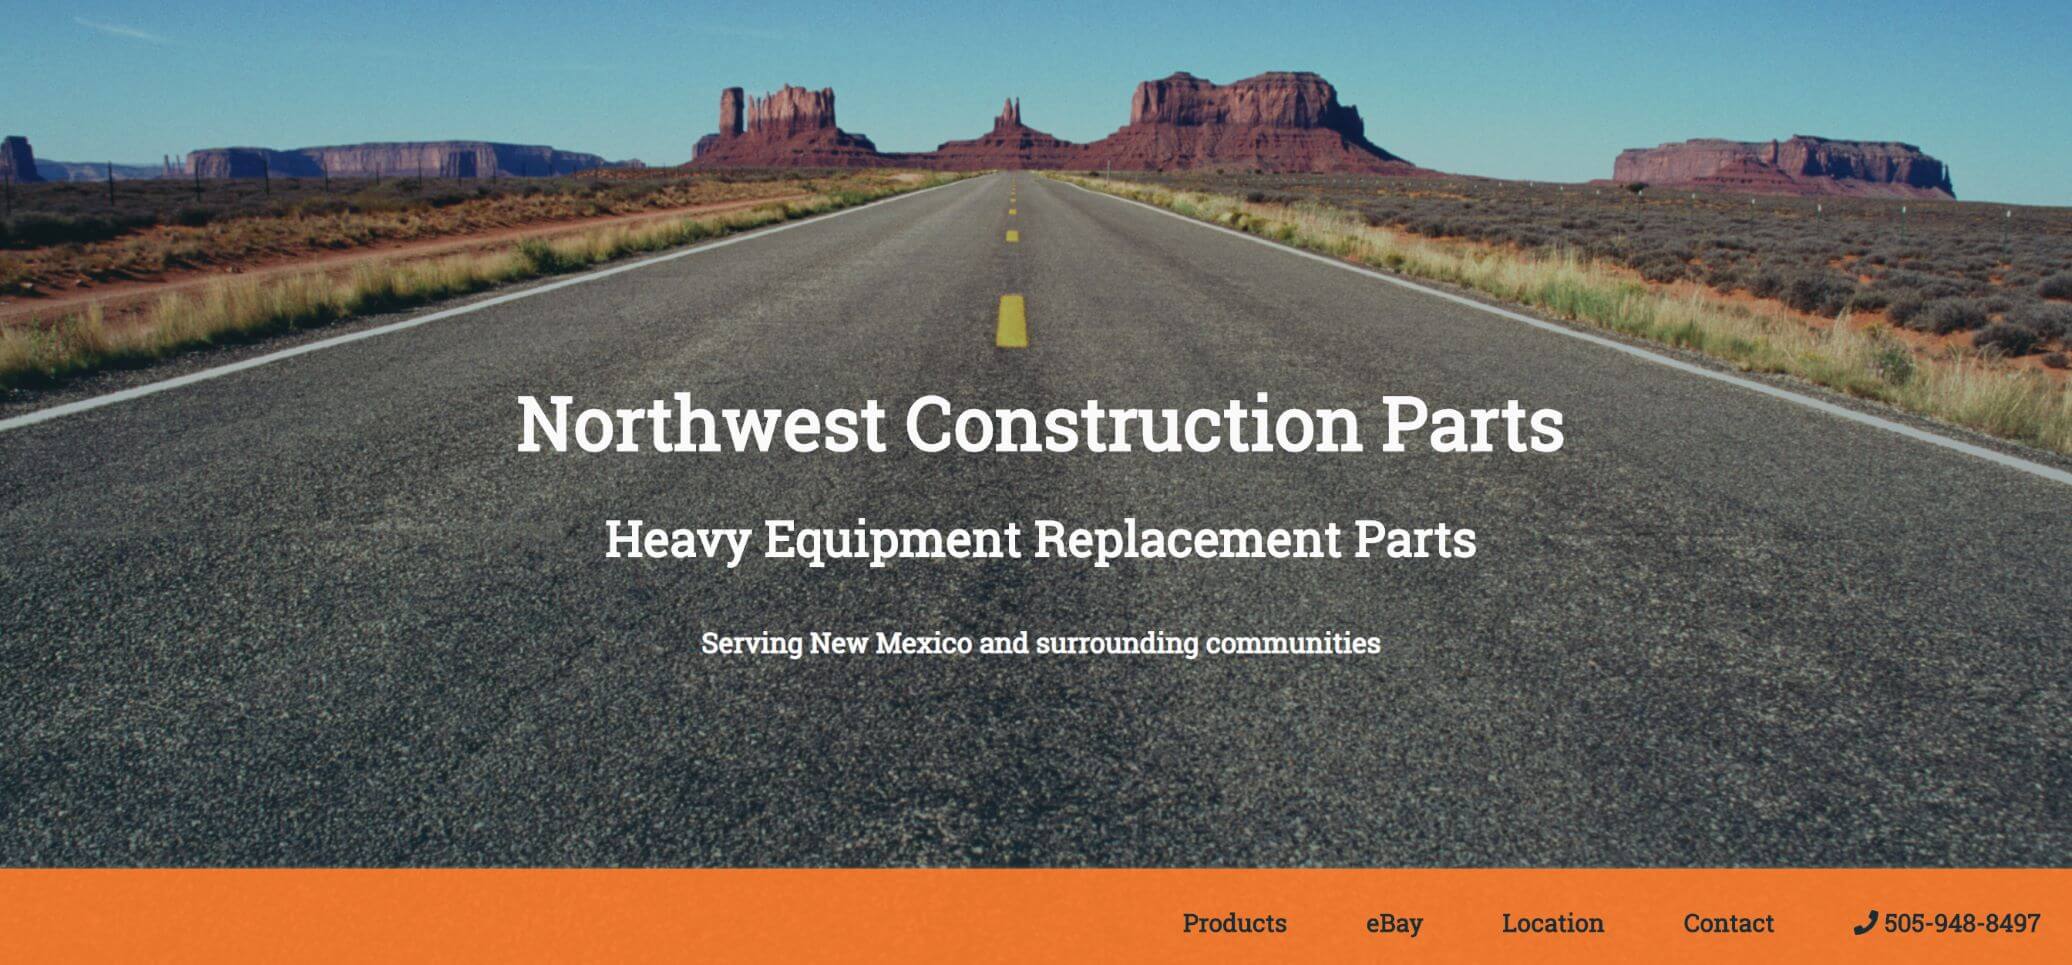 Northwest Construction Parts
Heavy Equipment Replacement Parts
Serving New Mexico and surrounding communities
Products eBay Location Contact 505-948-8497